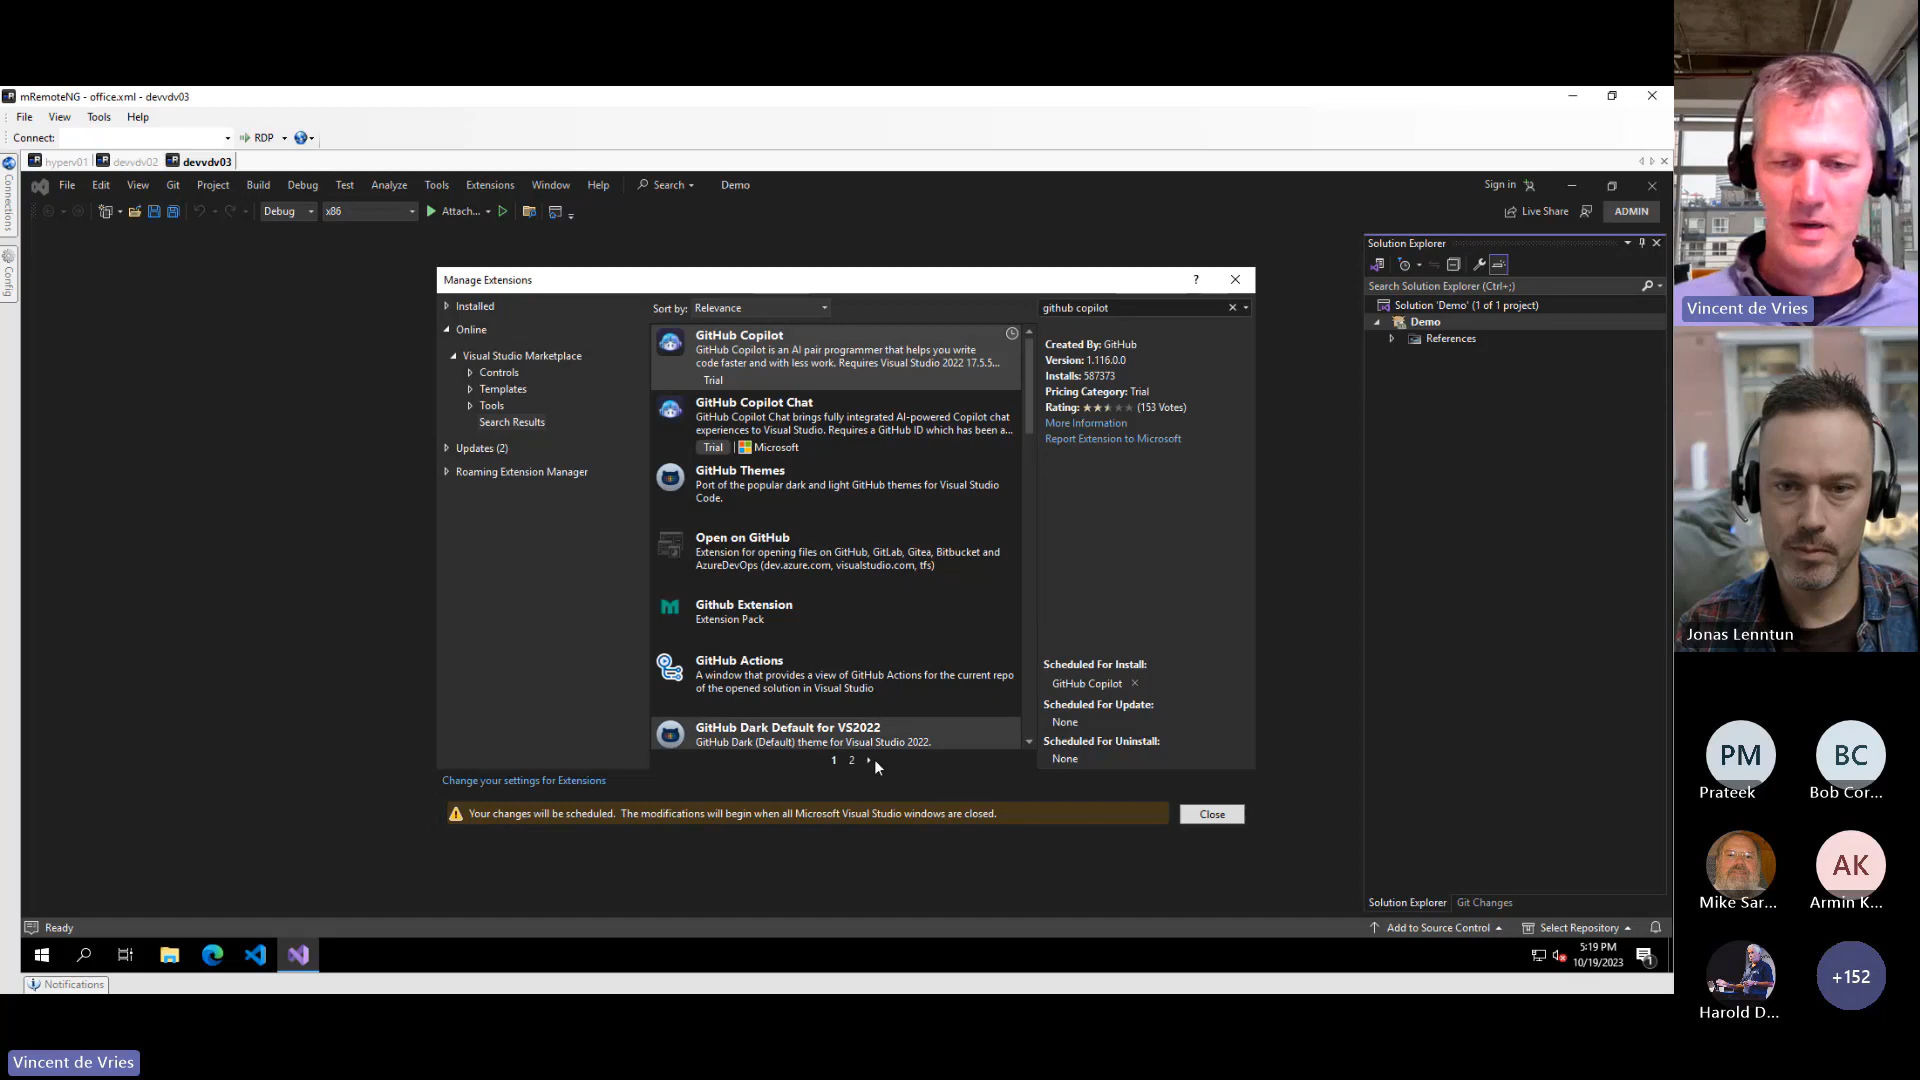 mRemoteNG - office.xml - devvdv03
File View Tools Help
Connect: RDP
hyperv01 devvdv02 devvdv03
File Edit View Git Project Build Debug Test Analyze Tools Extensions Window Help Search Demo Sign in
Debug x86 Attach... Live Share ADMIN
Connections
Config
Manage Extensions ?
Installed
Online
Visual Studio Marketplace
Controls
Templates
Tools
Search Results
Updates (2)
Roaming Extension Manager
Sort by: Relevance
github copilot
GitHub Copilot
GitHub Copilot is an AI pair programmer that helps you write
code faster and with less work. Requires Visual Studio 2022 17.5.5...
Trial
GitHub Copilot Chat
GitHub Copilot Chat brings fully integrated AI-powered Copilot chat
experiences to Visual Studio. Requires a GitHub ID which has been a...
Trial Microsoft
GitHub Themes
Part of the popular dark and light GitHub themes for Visual Studio
Code.
Open on GitHub
Extension for opening files on GitHub, GitLab, Gitea, Bitbucket and
AzureDevOps (dev.azure.com, visualstudio.com, tfs)
Github Extension
Extension Pack
GitHub Actions
A window that provides a view of GitHub Actions for the current repo
of the opened solution in Visual Studio
GitHub Dark Default for VS2022
GitHub Dark (Default) theme for Visual Studio 2022.
1 2
Created By: GitHub
Version: 1.116.0.0
Installs: 587373
Pricing Category: Trial
Rating: (153 Votes)
More Information
Report Extension to Microsoft
Scheduled For Install:
GitHub Copilot
Scheduled For Update:
None
Scheduled For Uninstall:
None
Change your settings for Extensions
Your changes will be scheduled. The modifications will begin when all Microsoft Visual Studio windows are closed.
Close
Solution Explorer
Search Solution Explorer (Ctrl+;)
Solution 'Demo' (1 of 1 project)
Demo
References
Solution Explorer Git Changes
Ready
Add to Source Control Select Repository
5:19 PM
10/19/2023
1
Notifications
Vincent de Vries
Vincent de Vries
Jonas Lenntun
PM
Prateek
BC
Bob Cor...
Mike Sar...
AK
Armin K...
Harold D...
+152